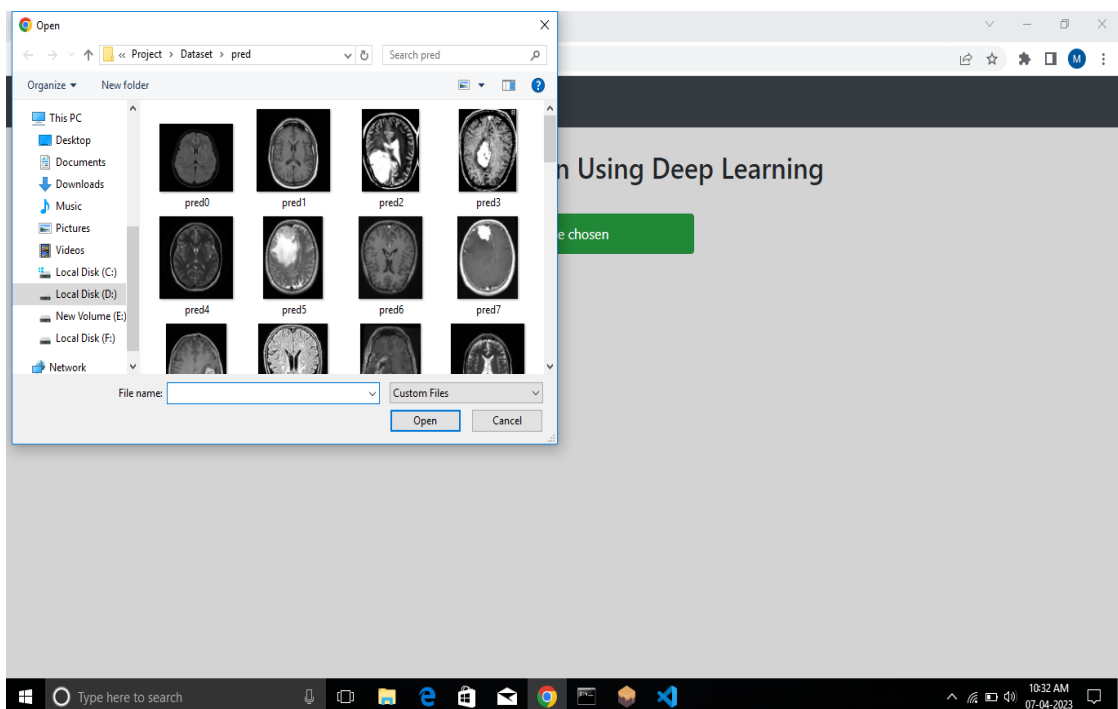 Open
« Project > Dataset > pred
Search pred
Organize
New folder
This PC
Desktop
Documents
Downloads
Music
Pictures
Videos
Local Disk (C:)
Local Disk (D:)
New Volume (E:)
Local Disk (F:)
Network
pred0
pred1
pred2
pred3
pred4
pred5
pred6
pred7
File name:
Custom Files
Open
Cancel
M
n Using Deep Learning
e chosen
Type here to search
10:32 AM
07-04-2023